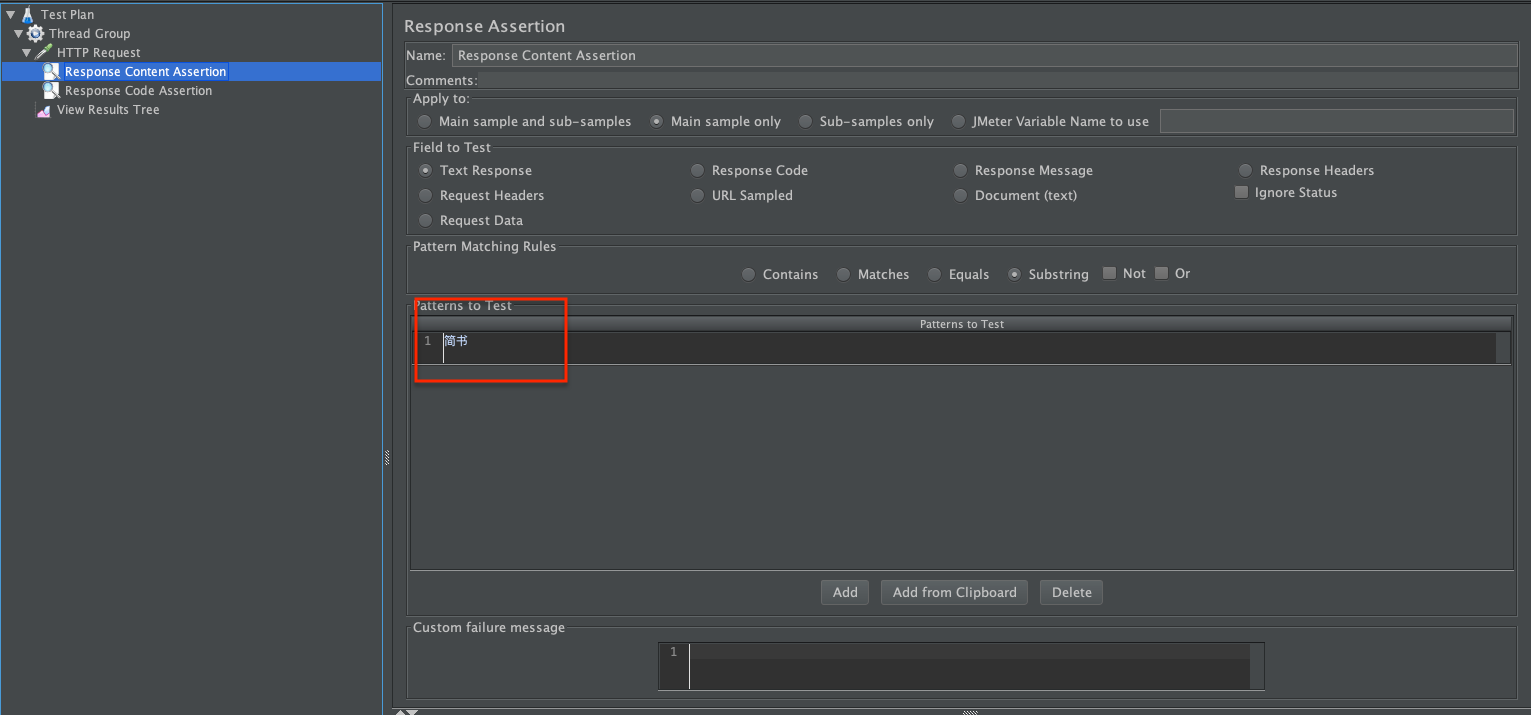 Test Plan
Thread Group
HTTP Request
Response Content Assertion
Response Code Assertion
View Results Tree
Response Assertion
Name: Response Content Assertion
Comments:
Apply to:
Main sample and sub-samples Main sample only Sub-samples only JMeter Variable Name to use
Field to Test
Text Response Response Code Response Message Response Headers
Request Headers URL Sampled Document (text) Ignore Status
Request Data
Pattern Matching Rules
Contains Matches Equals Substring Not Or
Patterns to Test
Patterns to Test
1 简书
Add Add from Clipboard Delete
Custom failure message
1